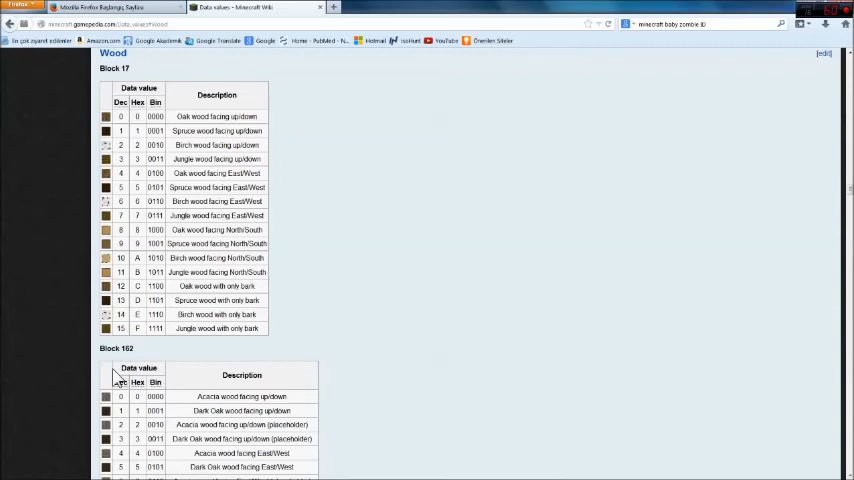 Firefox
Mozilla Firefox Başlangıç Sayfası
Data values - Minecraft Wiki
minecraft.gamepedia.com/Data_values#Wood
minecraft baby zombie ID
En çok ziyaret edilenler
Amazon.com
Google Akademik
Google Translate
Google
Home - PubMed - N...
Hotmail
isoHunt
YouTube
Önerilen Siteler
Wood
[edit]
Block 17
Data value
Description
Dec Hex Bin
0 0 0000 Oak wood facing up/down
1 1 0001 Spruce wood facing up/down
2 2 0010 Birch wood facing up/down
3 3 0011 Jungle wood facing up/down
4 4 0100 Oak wood facing East/West
5 5 0101 Spruce wood facing East/West
6 6 0110 Birch wood facing East/West
7 7 0111 Jungle wood facing East/West
8 8 1000 Oak wood facing North/South
9 9 1001 Spruce wood facing North/South
10 A 1010 Birch wood facing North/South
11 B 1011 Jungle wood facing North/South
12 C 1100 Oak wood with only bark
13 D 1101 Spruce wood with only bark
14 E 1110 Birch wood with only bark
15 F 1111 Jungle wood with only bark
Block 162
Data value
Description
Dec Hex Bin
0 0 0000 Acacia wood facing up/down
1 1 0001 Dark Oak wood facing up/down
2 2 0010 Acacia wood facing up/down (placeholder)
3 3 0011 Dark Oak wood facing up/down (placeholder)
4 4 0100 Acacia wood facing East/West
5 5 0101 Dark Oak wood facing East/West